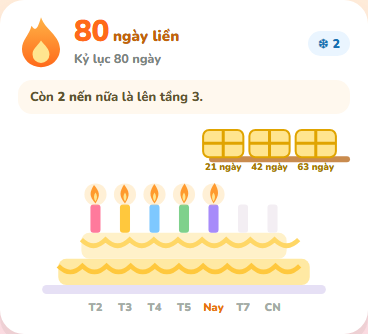 80 ngày liền
Kỷ lục 80 ngày
❄ 2
Còn 2 nến nữa là lên tầng 3.
21 ngày 42 ngày 63 ngày
T2 T3 T4 T5 Nay T7 CN